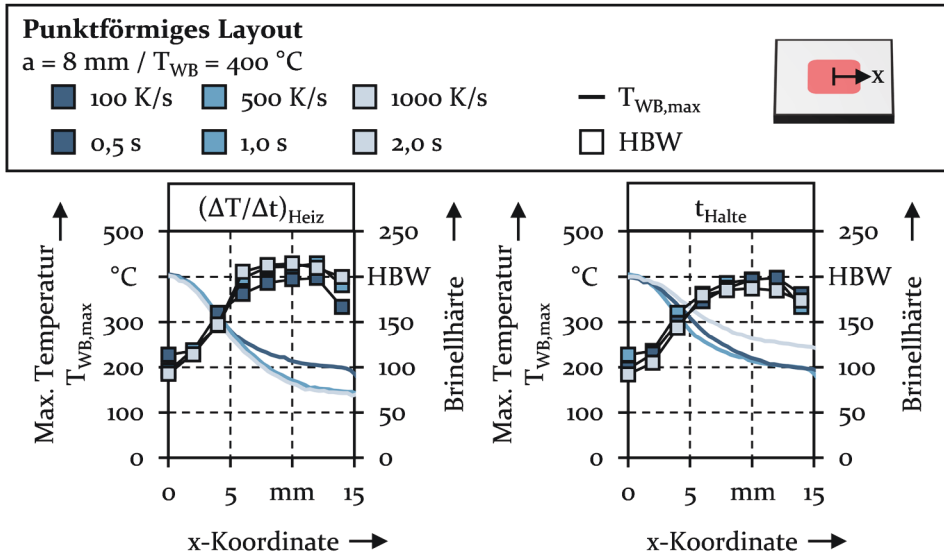 Punktförmiges Layout
a = 8 mm / T_WB = 400 °C
100 K/s 500 K/s 1000 K/s T_WB,max
0,5 s 1,0 s 2,0 s HBW
x
(ΔT/Δt)_Heiz
Max. Temperatur T_WB,max
500
°C
300
200
100
0
250
HBW
150
100
50
0
Brinellhärte
0 5 mm 15
x-Koordinate
t_Halte
Max. Temperatur T_WB,max
500
°C
300
200
100
0
250
HBW
150
100
50
0
Brinellhärte
0 5 mm 15
x-Koordinate